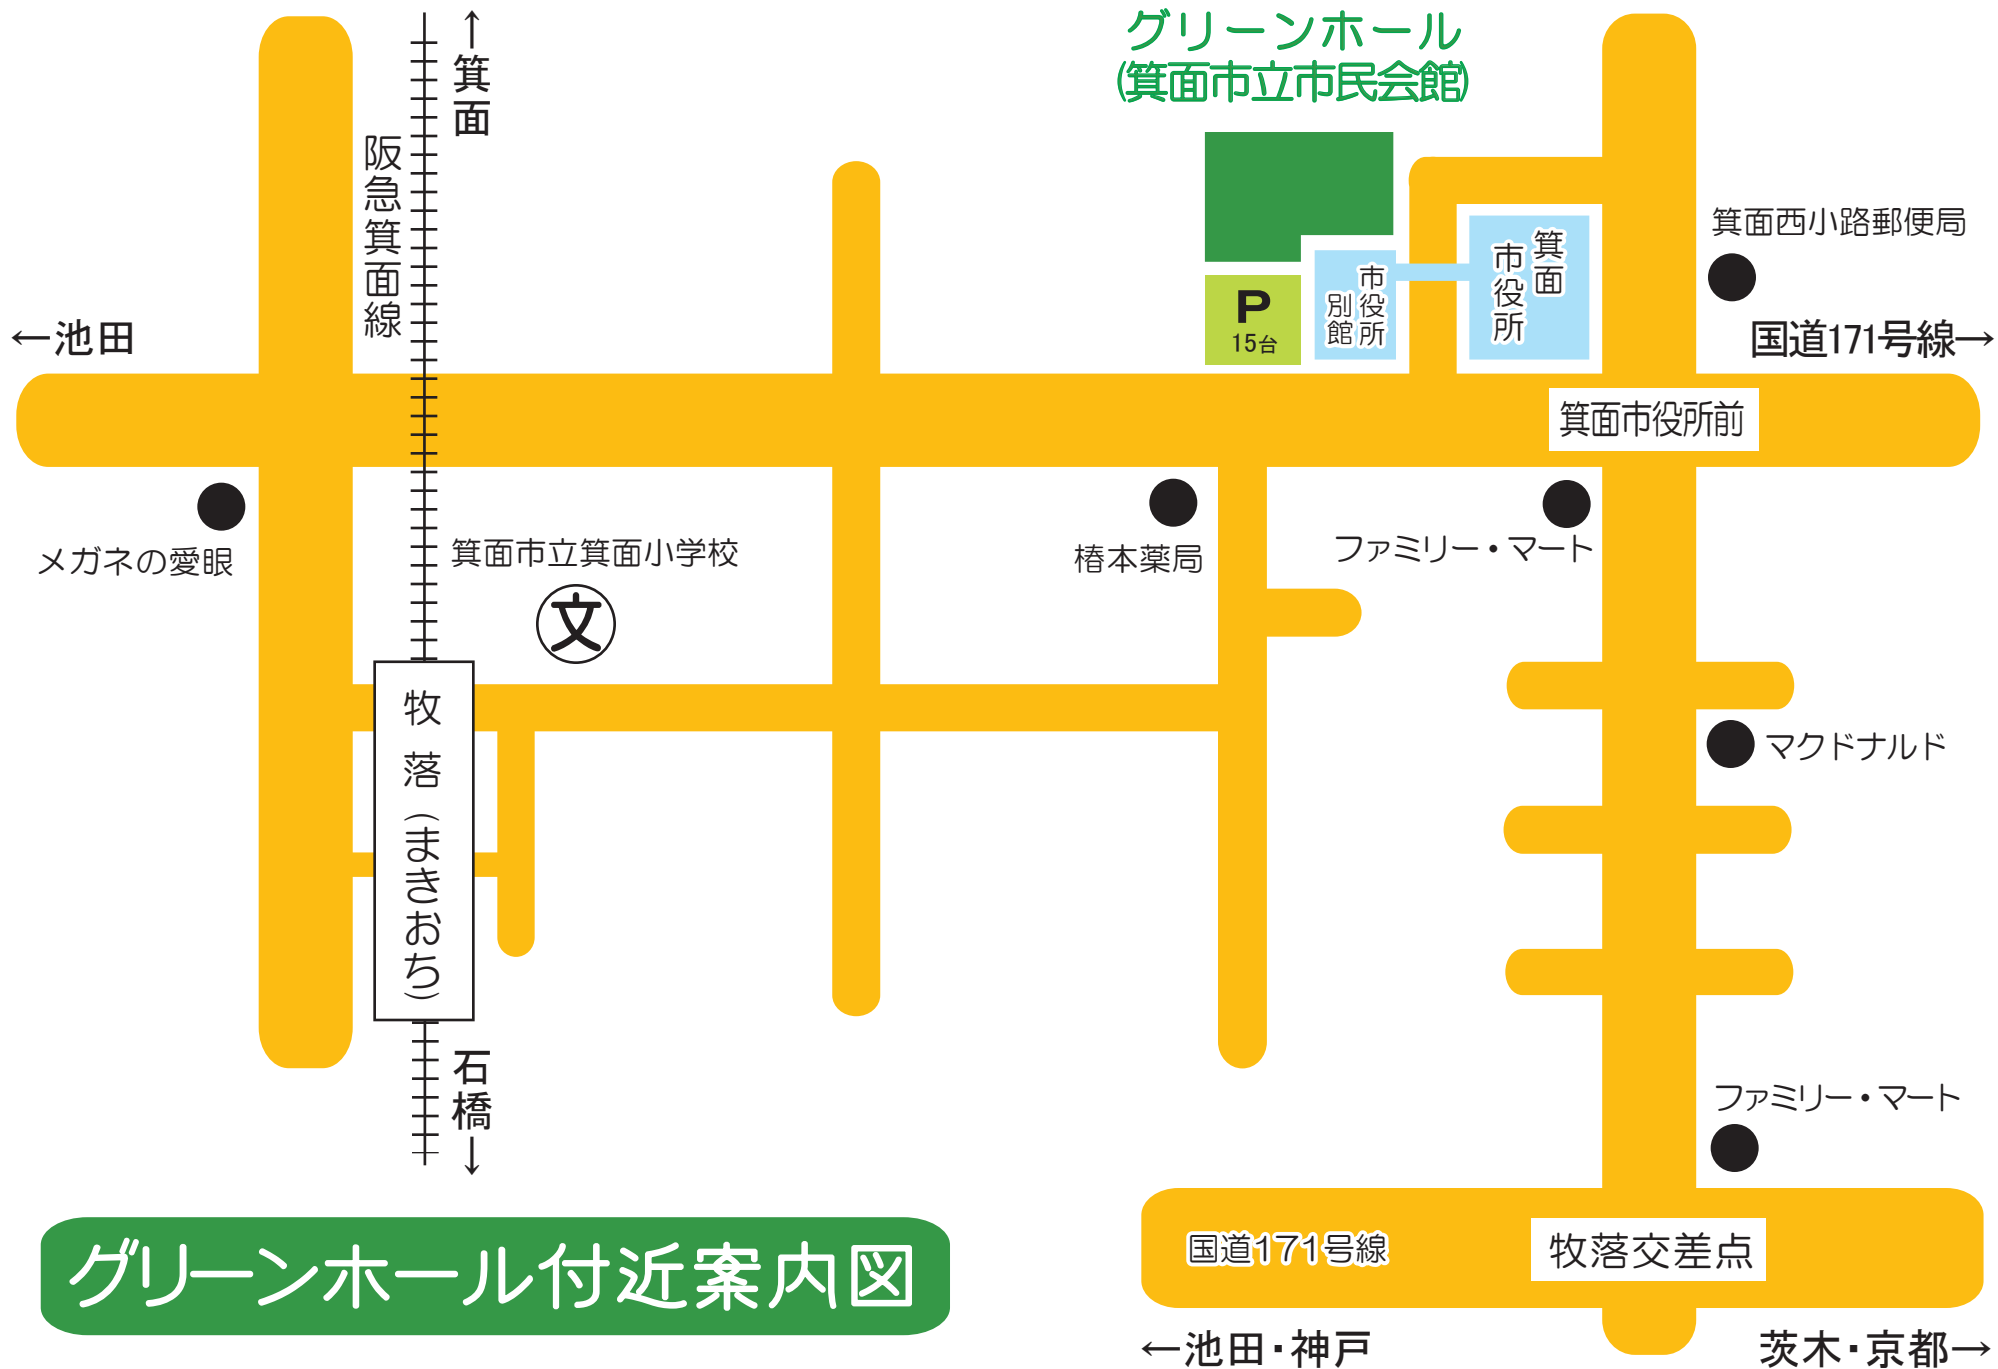 ←箕面
グリーンホール
(箕面市立市民会館)
阪急箕面線
箕面西小路郵便局
箕面
市役所
市役所
別館
P
15台
←池田
国道171号線→
箕面市役所前
メガネの愛眼
箕面市立箕面小学校
文
椿本薬局
ファミリー・マート
牧落(まきおち)
マクドナルド
石橋→
ファミリー・マート
国道171号線
牧落交差点
グリーンホール付近案内図
←池田・神戸
茨木・京都→